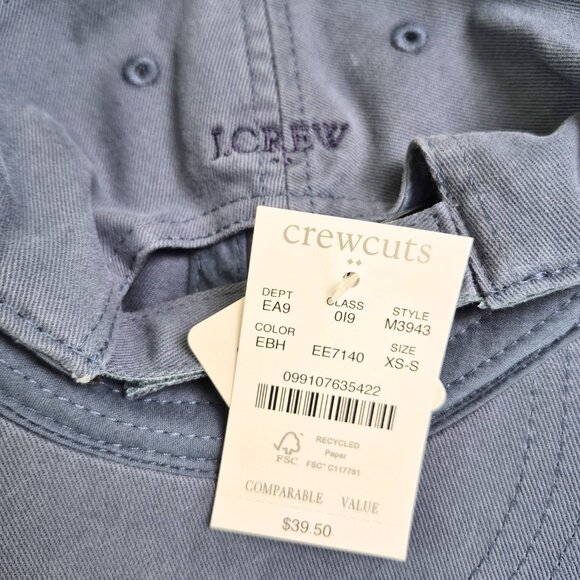 J.CREW
crewcuts
DEPT CLASS STYLE
EA9 0I9 M3943
COLOR SIZE
EBH EE7140 XS-S
099107635422
RECYCLED
Paper
FSC FSC® C117781
COMPARABLE VALUE
$39.50